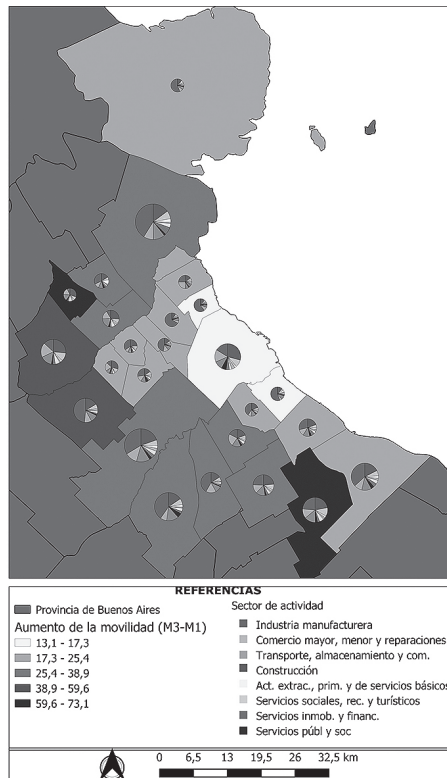 REFERENCIAS
Provincia de Buenos Aires
Aumento de la movilidad (M3-M1)
13,1 - 17,3
17,3 - 25,4
25,4 - 38,9
38,9 - 59,6
59,6 - 73,1
Sector de actividad
Industria manufacturera
Comercio mayor, menor y reparaciones
Transporte, almacenamiento y com.
Construcción
Act. extrac., prim. y de servicios básicos
Servicios sociales, rec. y turísticos
Servicios inmob. y financ.
Servicios públ y soc
0 6,5 13 19,5 26 32,5 km